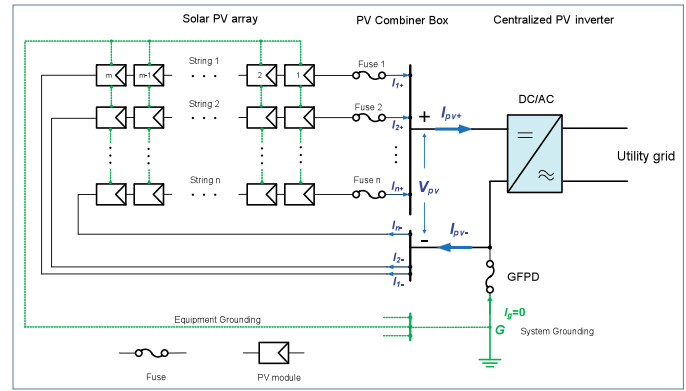 Solar PV array PV Combiner Box Centralized PV inverter
String 1 Fuse 1
m m-1 . . . 2 1 I1+
DC/AC
String 2 Fuse 2
. . . I2+ + Ipv+
Utility grid
String n Fuse n
. . . In+ Vpv
In- - Ipv-
I2-
I1-
GFPD
Ig=0
Equipment Grounding G System Grounding
Fuse PV module